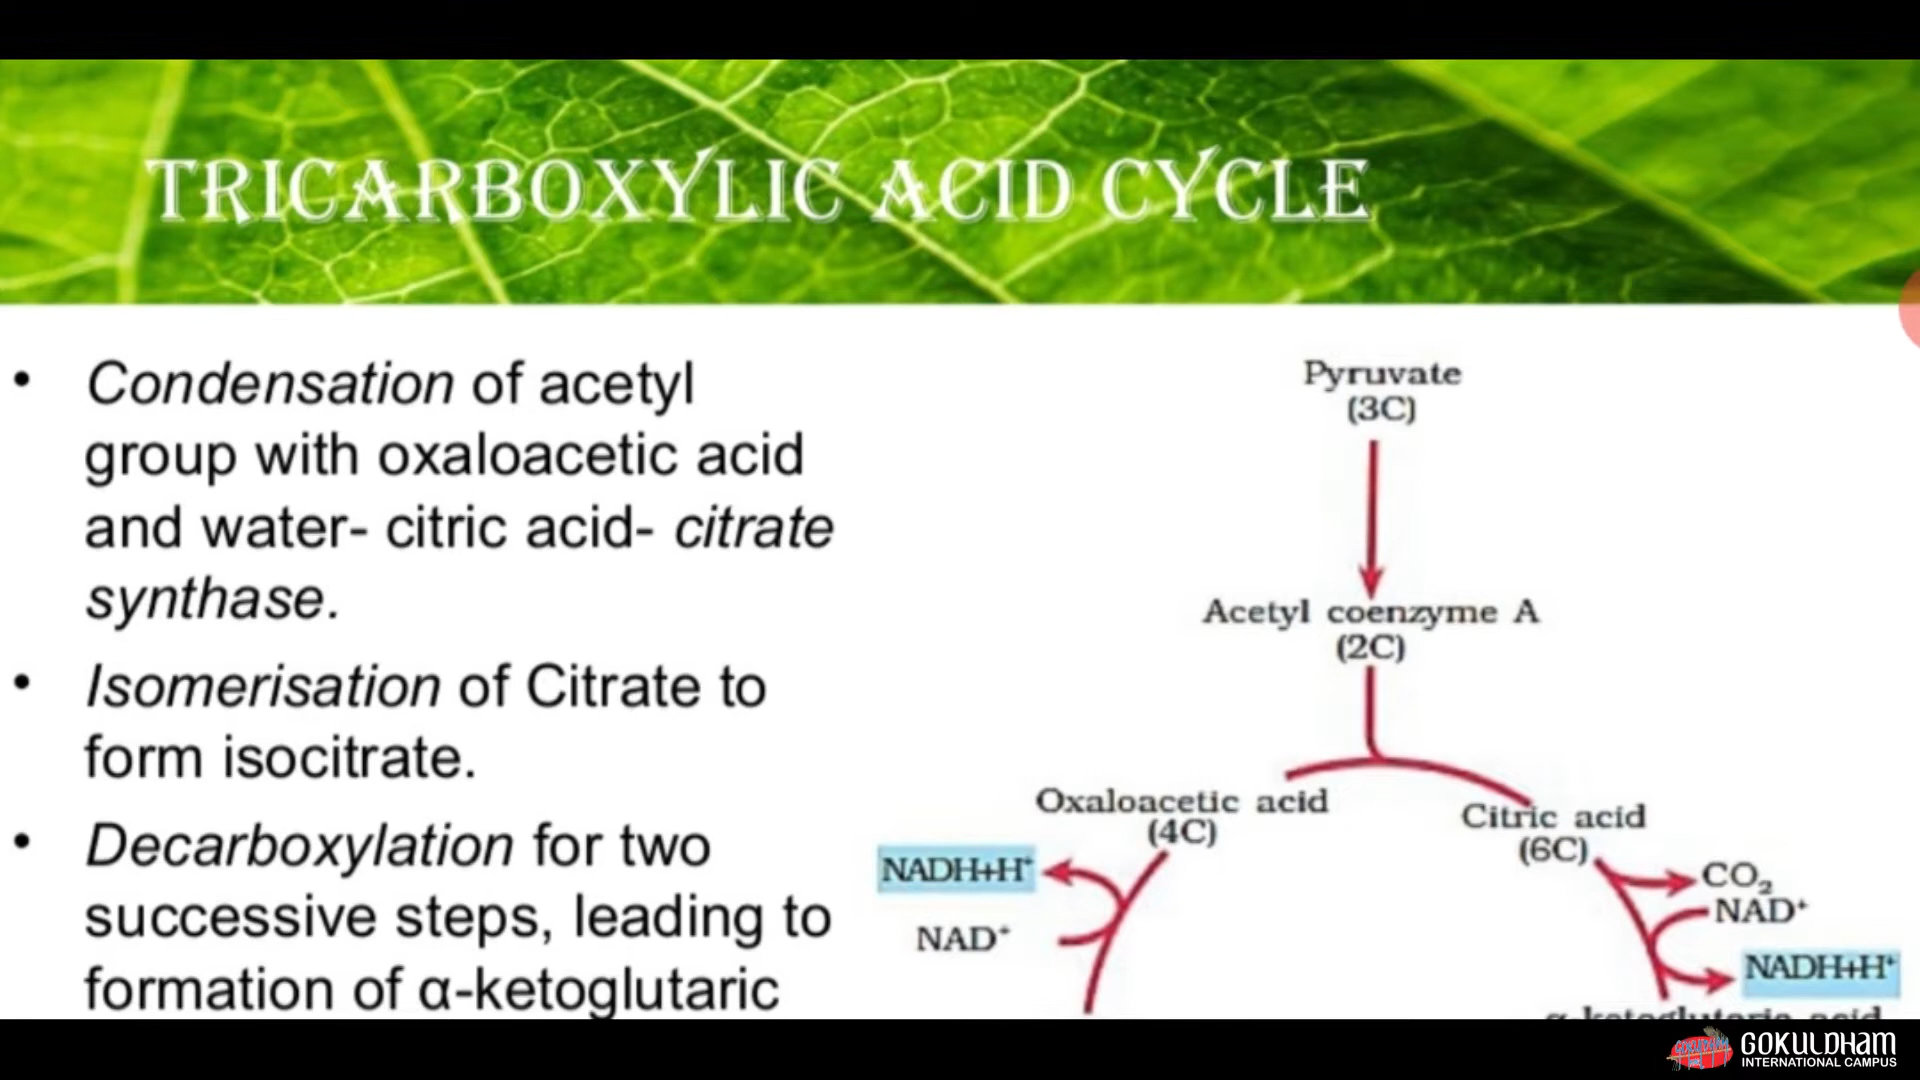 TRICARBOXYLIC ACID CYCLE
• Condensation of acetyl
group with oxaloacetic acid
and water- citric acid- citrate
synthase.
• Isomerisation of Citrate to
form isocitrate.
• Decarboxylation for two
successive steps, leading to
formation of α-ketoglutaric
Pyruvate
(3C)
Acetyl coenzyme A
(2C)
Oxaloacetic acid
(4C)
Citric acid
(6C)
NADH+H⁺
NAD⁺
CO₂
NAD⁺
NADH+H⁺
α-ketoglutaric acid
GOKULDHAM
INTERNATIONAL CAMPUS